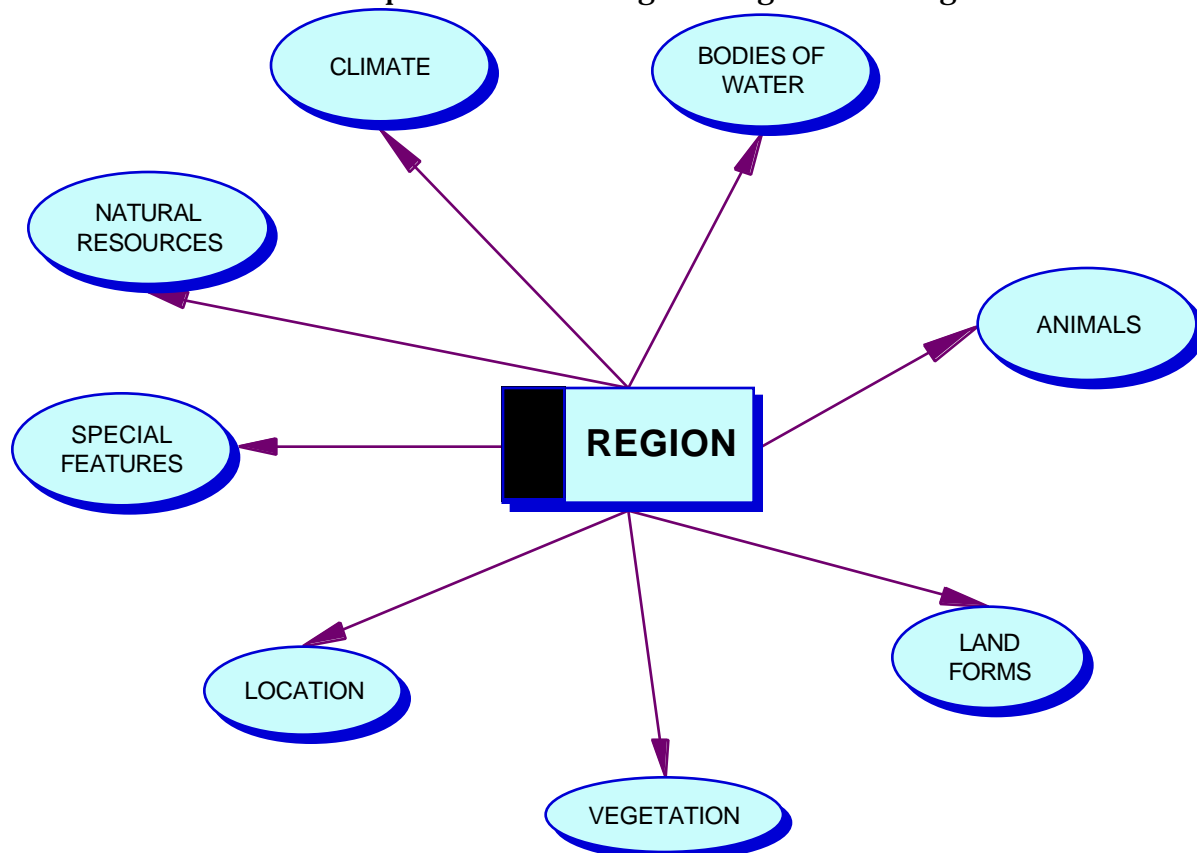 CLIMATE
BODIES OF
WATER
NATURAL
RESOURCES
ANIMALS
SPECIAL
FEATURES
REGION
LOCATION
LAND
FORMS
VEGETATION